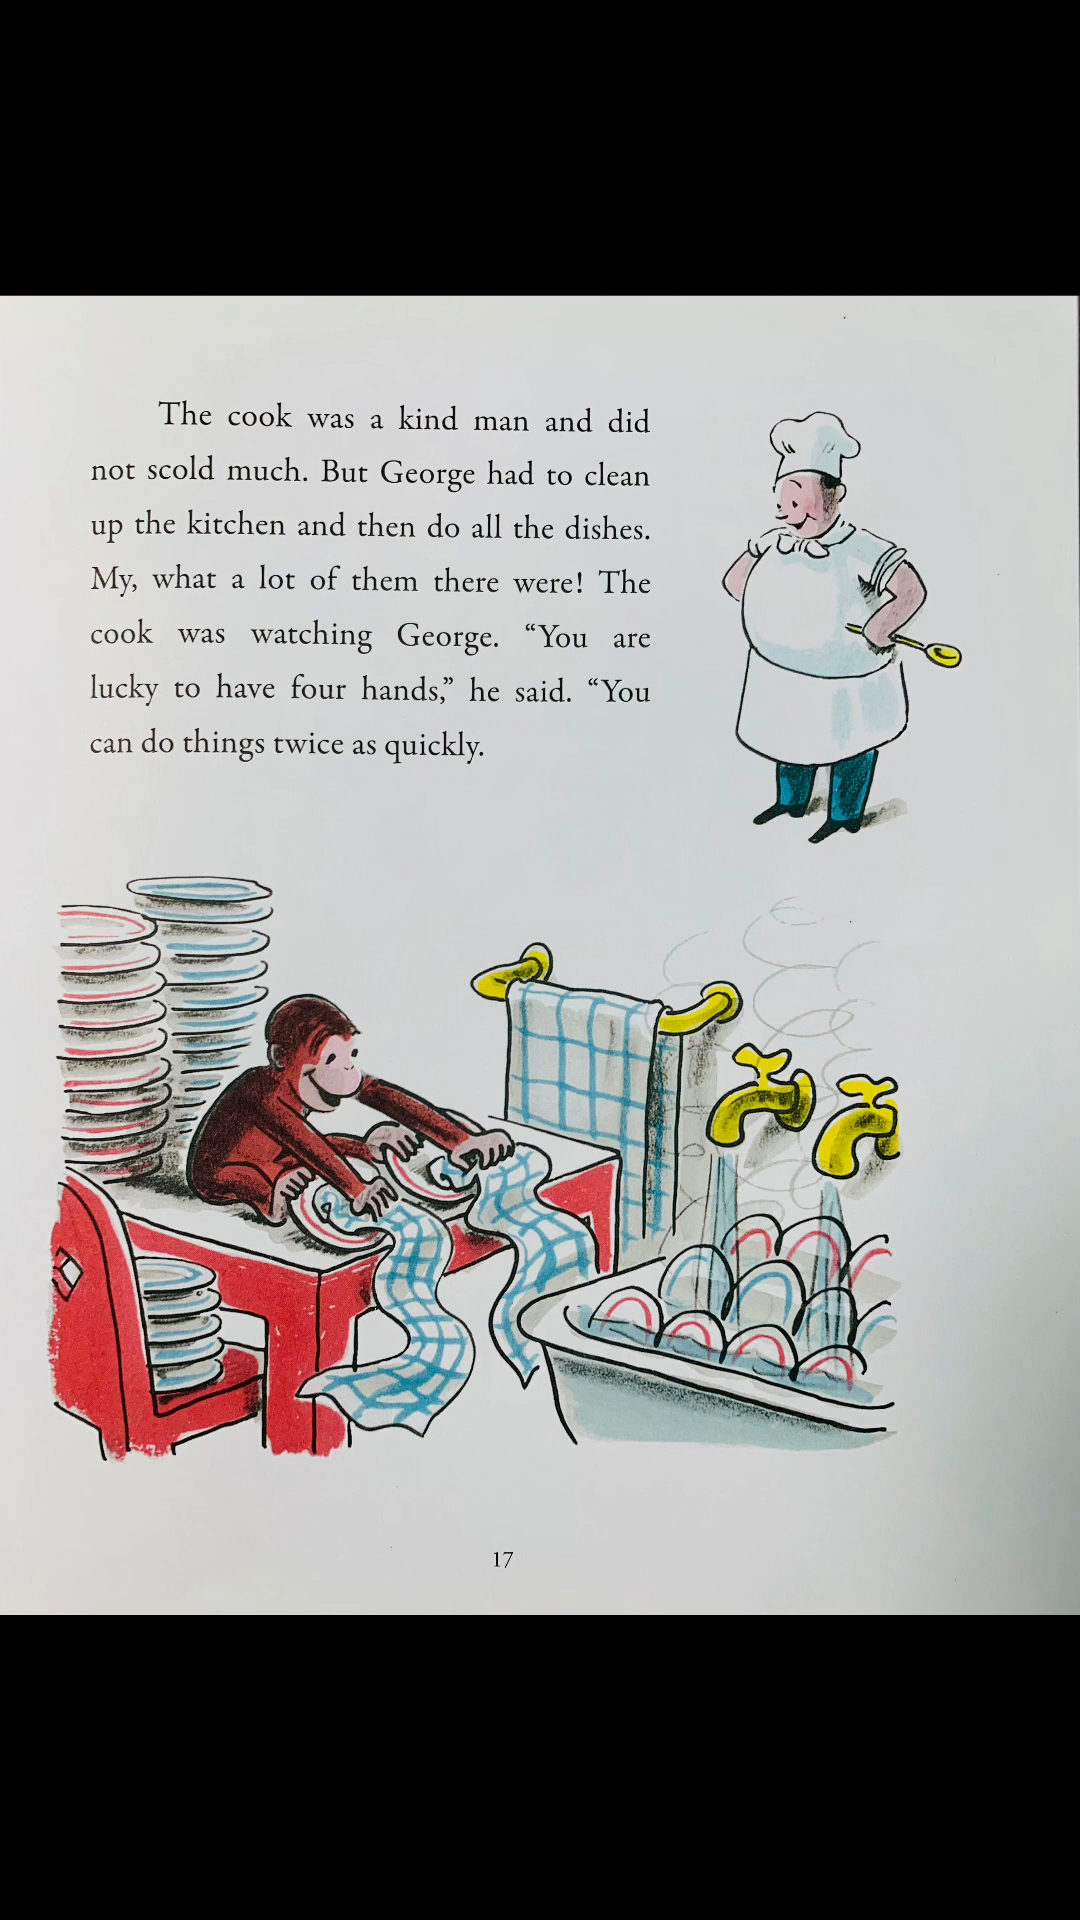 The cook was a kind man and did
not scold much. But George had to clean
up the kitchen and then do all the dishes.
My, what a lot of them there were! The
cook was watching George. “You are
lucky to have four hands,” he said. “You
can do things twice as quickly.
17